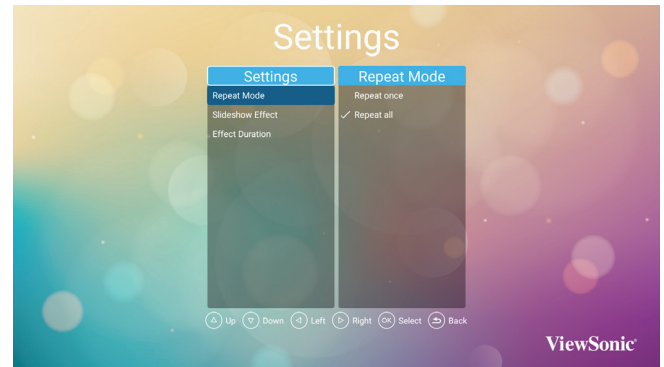 Settings
Settings
Repeat Mode
Slideshow Effect
Effect Duration
Repeat Mode
Repeat once
✓ Repeat all
Up Down Left Right OK Select Back
ViewSonic®